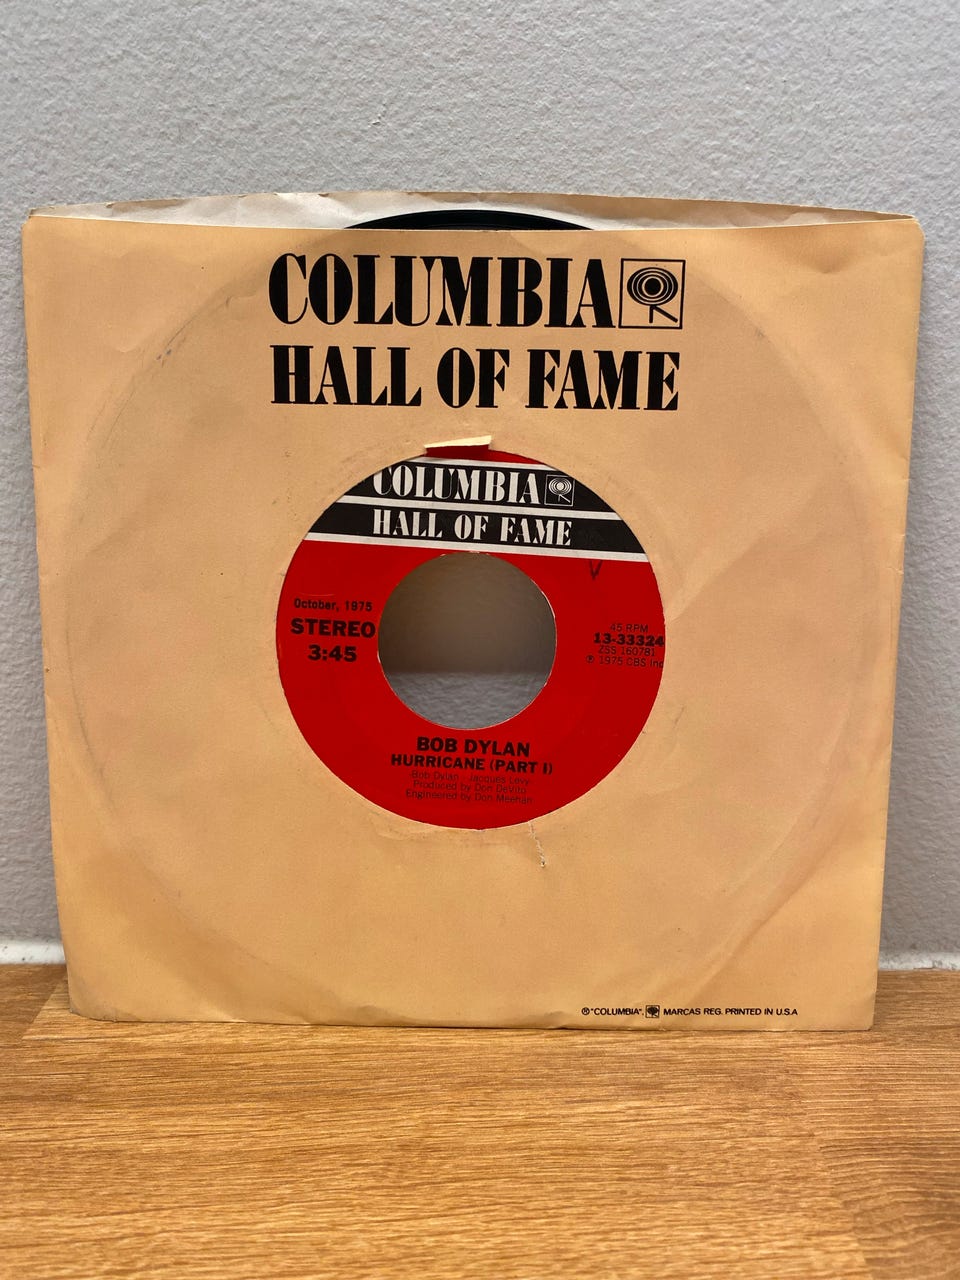 COLUMBIA
HALL OF FAME
COLUMBIA
HALL OF FAME
October, 1975
STEREO
3:45
45 RPM
13-33324
ZSS 160781
℗ 1975 CBS Inc
BOB DYLAN
HURRICANE (PART I)
Bob Dylan - Jacques Levy
Produced by Don DeVito
Engineered by Don Meehan
®"COLUMBIA", MARCAS REG. PRINTED IN U.S.A